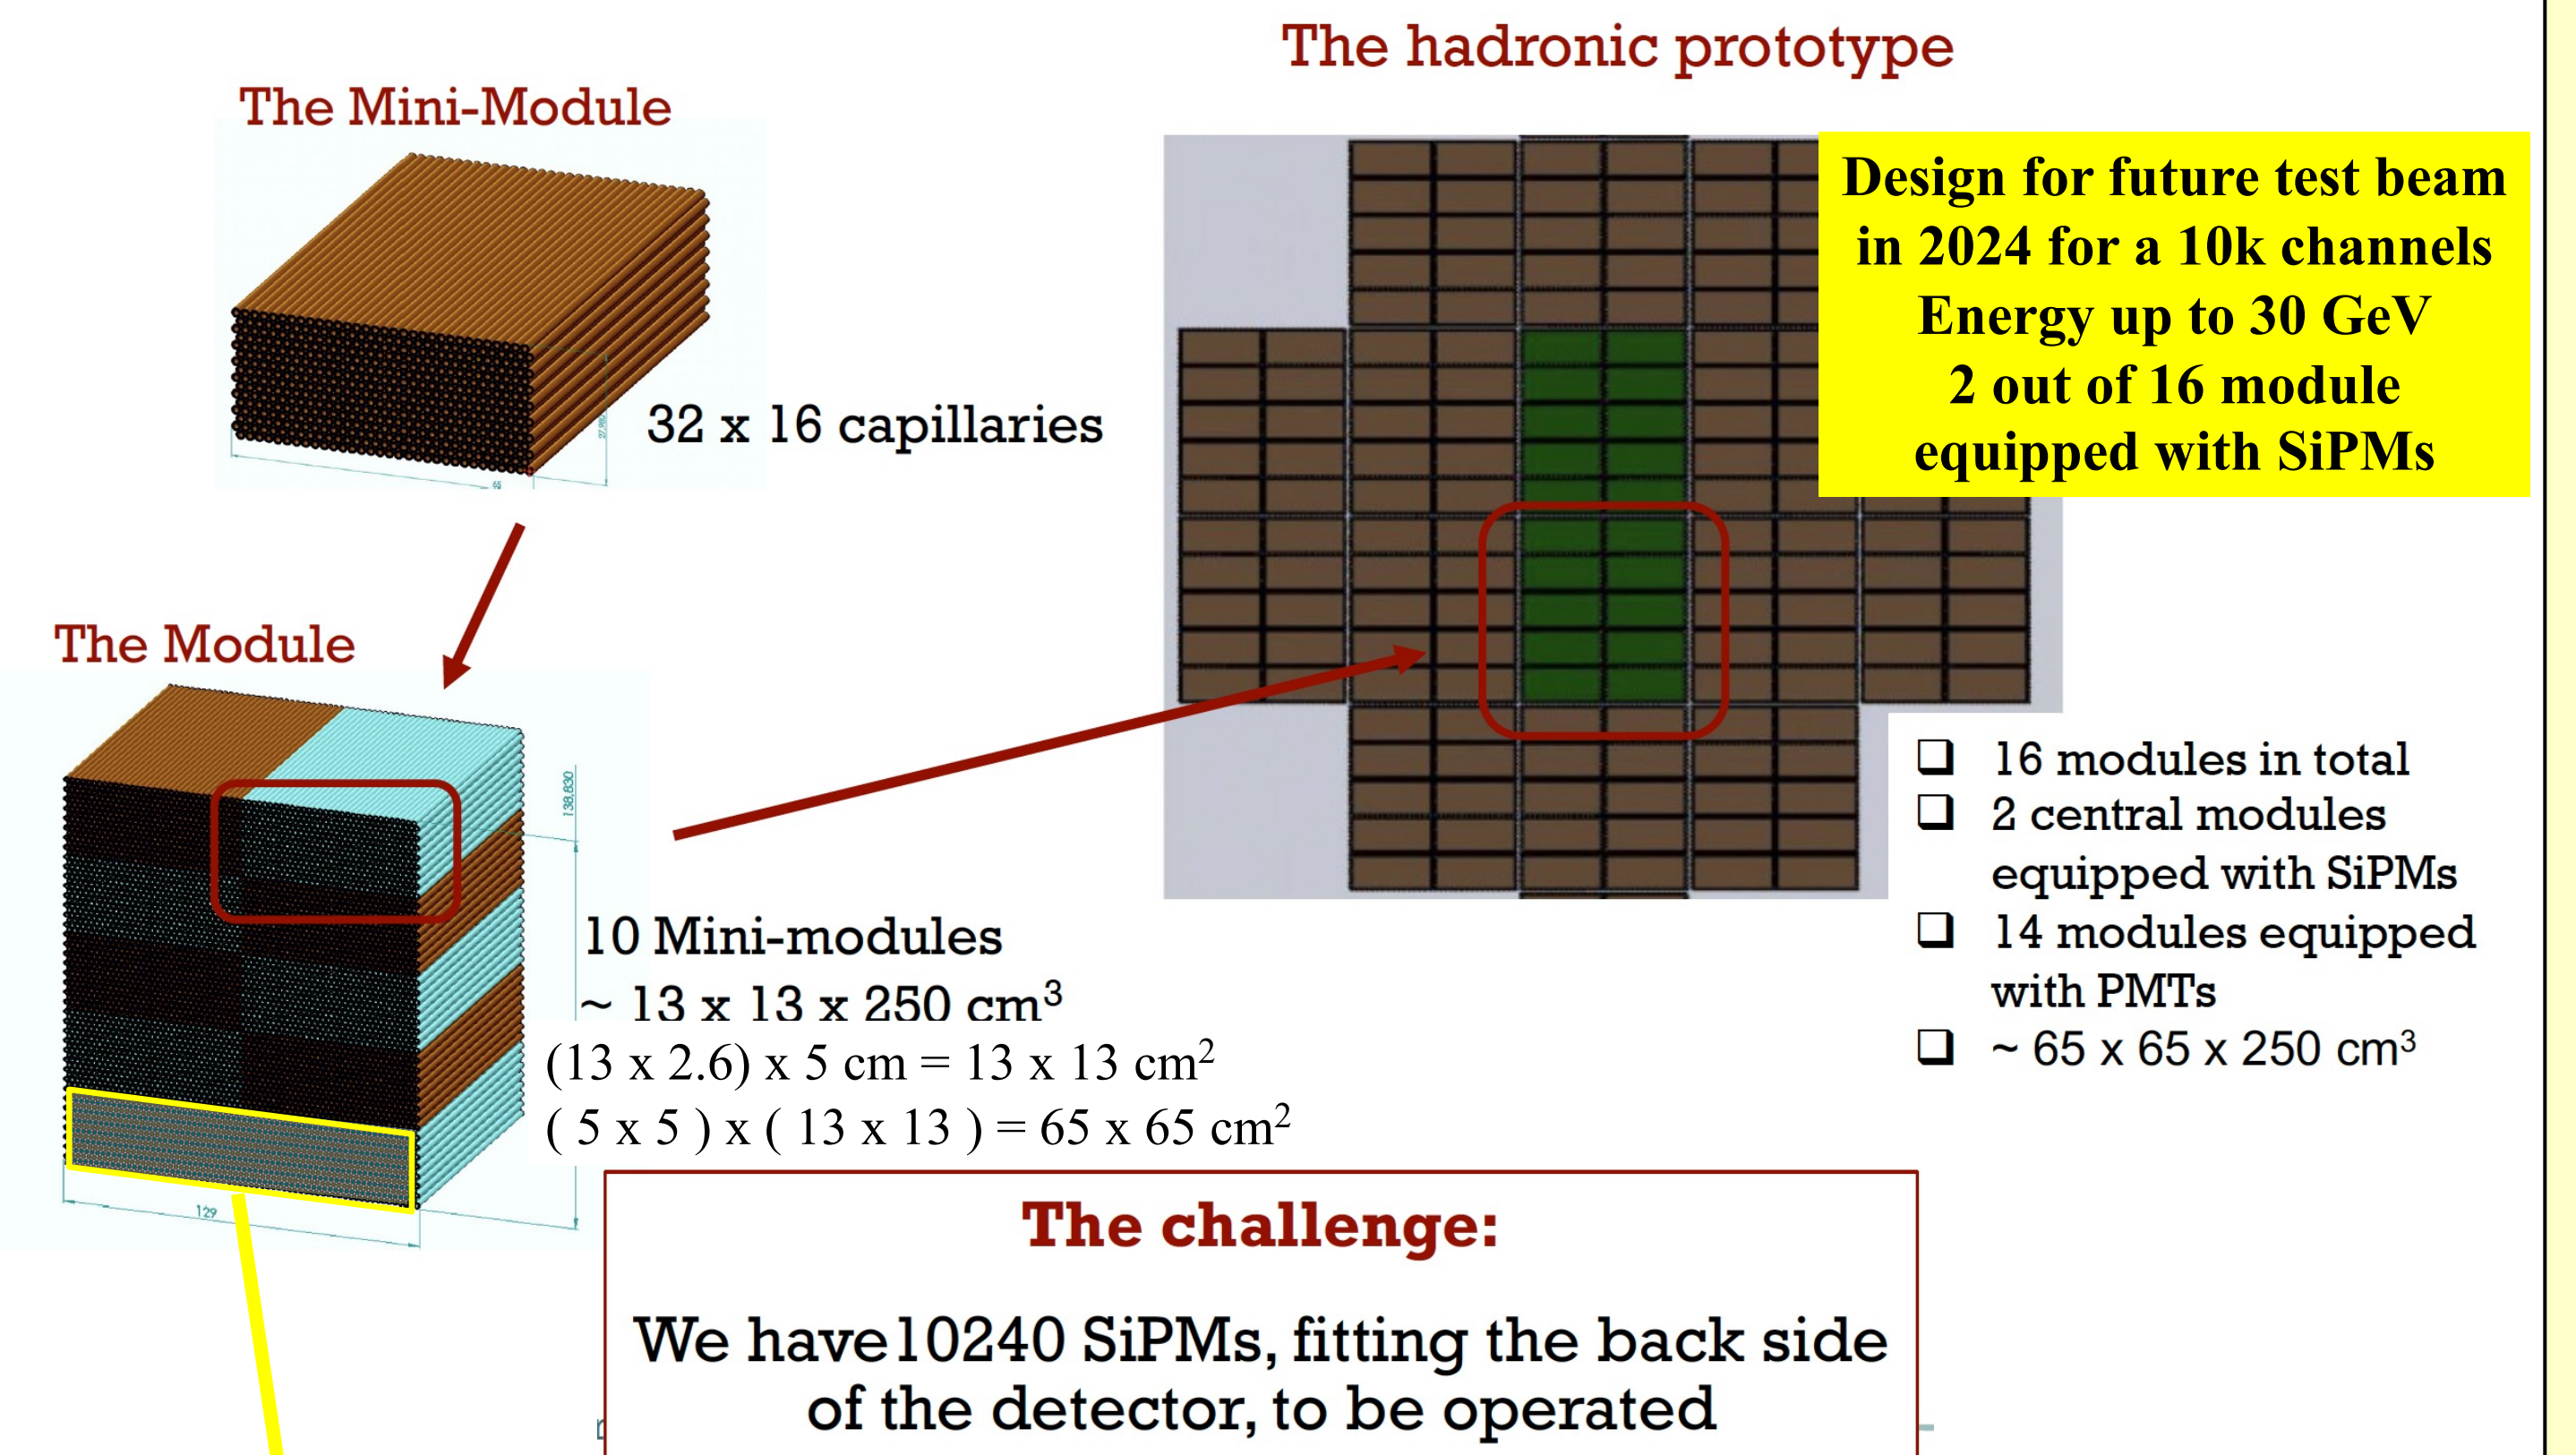 The hadronic prototype
The Mini-Module
Design for future test beam
in 2024 for a 10k channels
Energy up to 30 GeV
2 out of 16 module
equipped with SiPMs
32 x 16 capillaries
65
The Module
138,830
129
10 Mini-modules
~ 13 x 13 x 250 cm³
(13 x 2.6) x 5 cm = 13 x 13 cm²
( 5 x 5 ) x ( 13 x 13 ) = 65 x 65 cm²
❑ 16 modules in total
❑ 2 central modules
equipped with SiPMs
❑ 14 modules equipped
with PMTs
❑ ~ 65 x 65 x 250 cm³
The challenge:
We have10240 SiPMs, fitting the back side
of the detector, to be operated